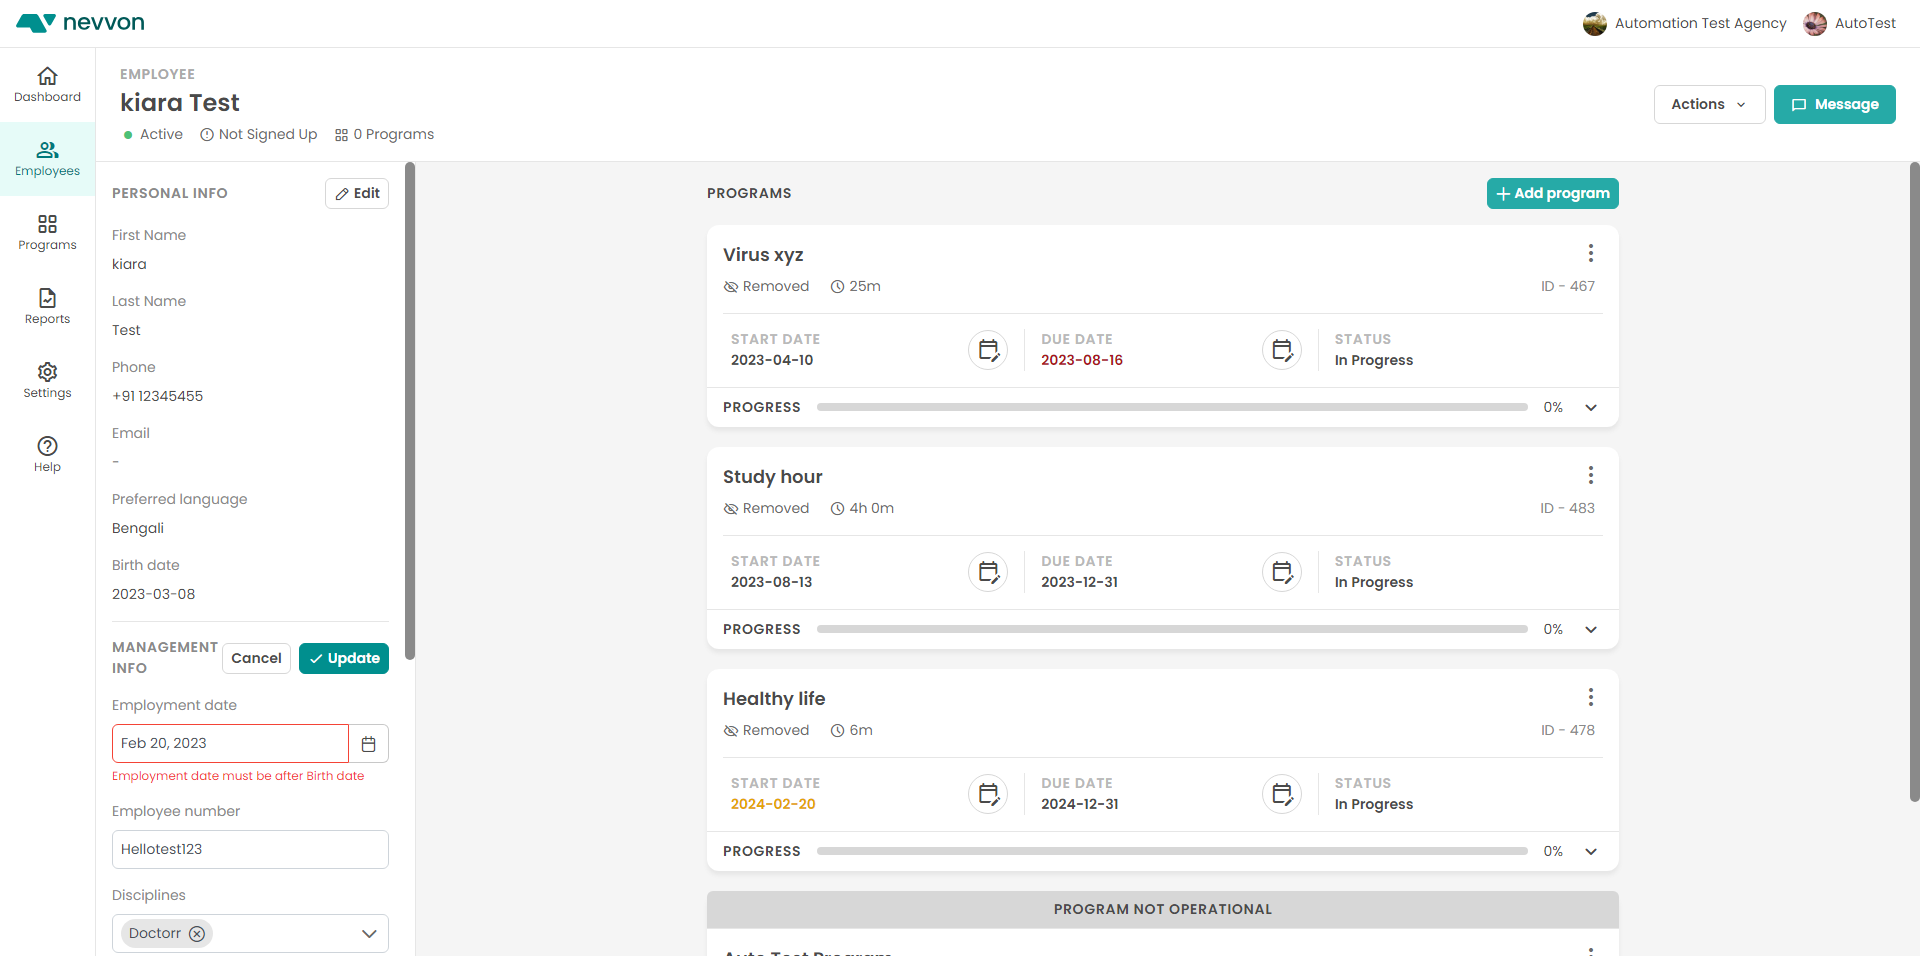 nevvon
Automation Test Agency
AutoTest
Dashboard
Employees
Programs
Reports
Settings
Help
EMPLOYEE
kiara Test
Active
Not Signed Up
0 Programs
Actions
Message
PERSONAL INFO
Edit
First Name
kiara
Last Name
Test
Phone
+91 12345455
Email
-
Preferred language
Bengali
Birth date
2023-03-08
MANAGEMENT
INFO
Cancel
Update
Employment date
Feb 20, 2023
Employment date must be after Birth date
Employee number
Hellotest123
Disciplines
Doctorr
PROGRAMS
Add program
Virus xyz
Removed
25m
ID - 467
START DATE
2023-04-10
DUE DATE
2023-08-16
STATUS
In Progress
PROGRESS
0%
Study hour
Removed
4h 0m
ID - 483
START DATE
2023-08-13
DUE DATE
2023-12-31
STATUS
In Progress
PROGRESS
0%
Healthy life
Removed
6m
ID - 478
START DATE
2024-02-20
DUE DATE
2024-12-31
STATUS
In Progress
PROGRESS
0%
PROGRAM NOT OPERATIONAL
Auto Test Program